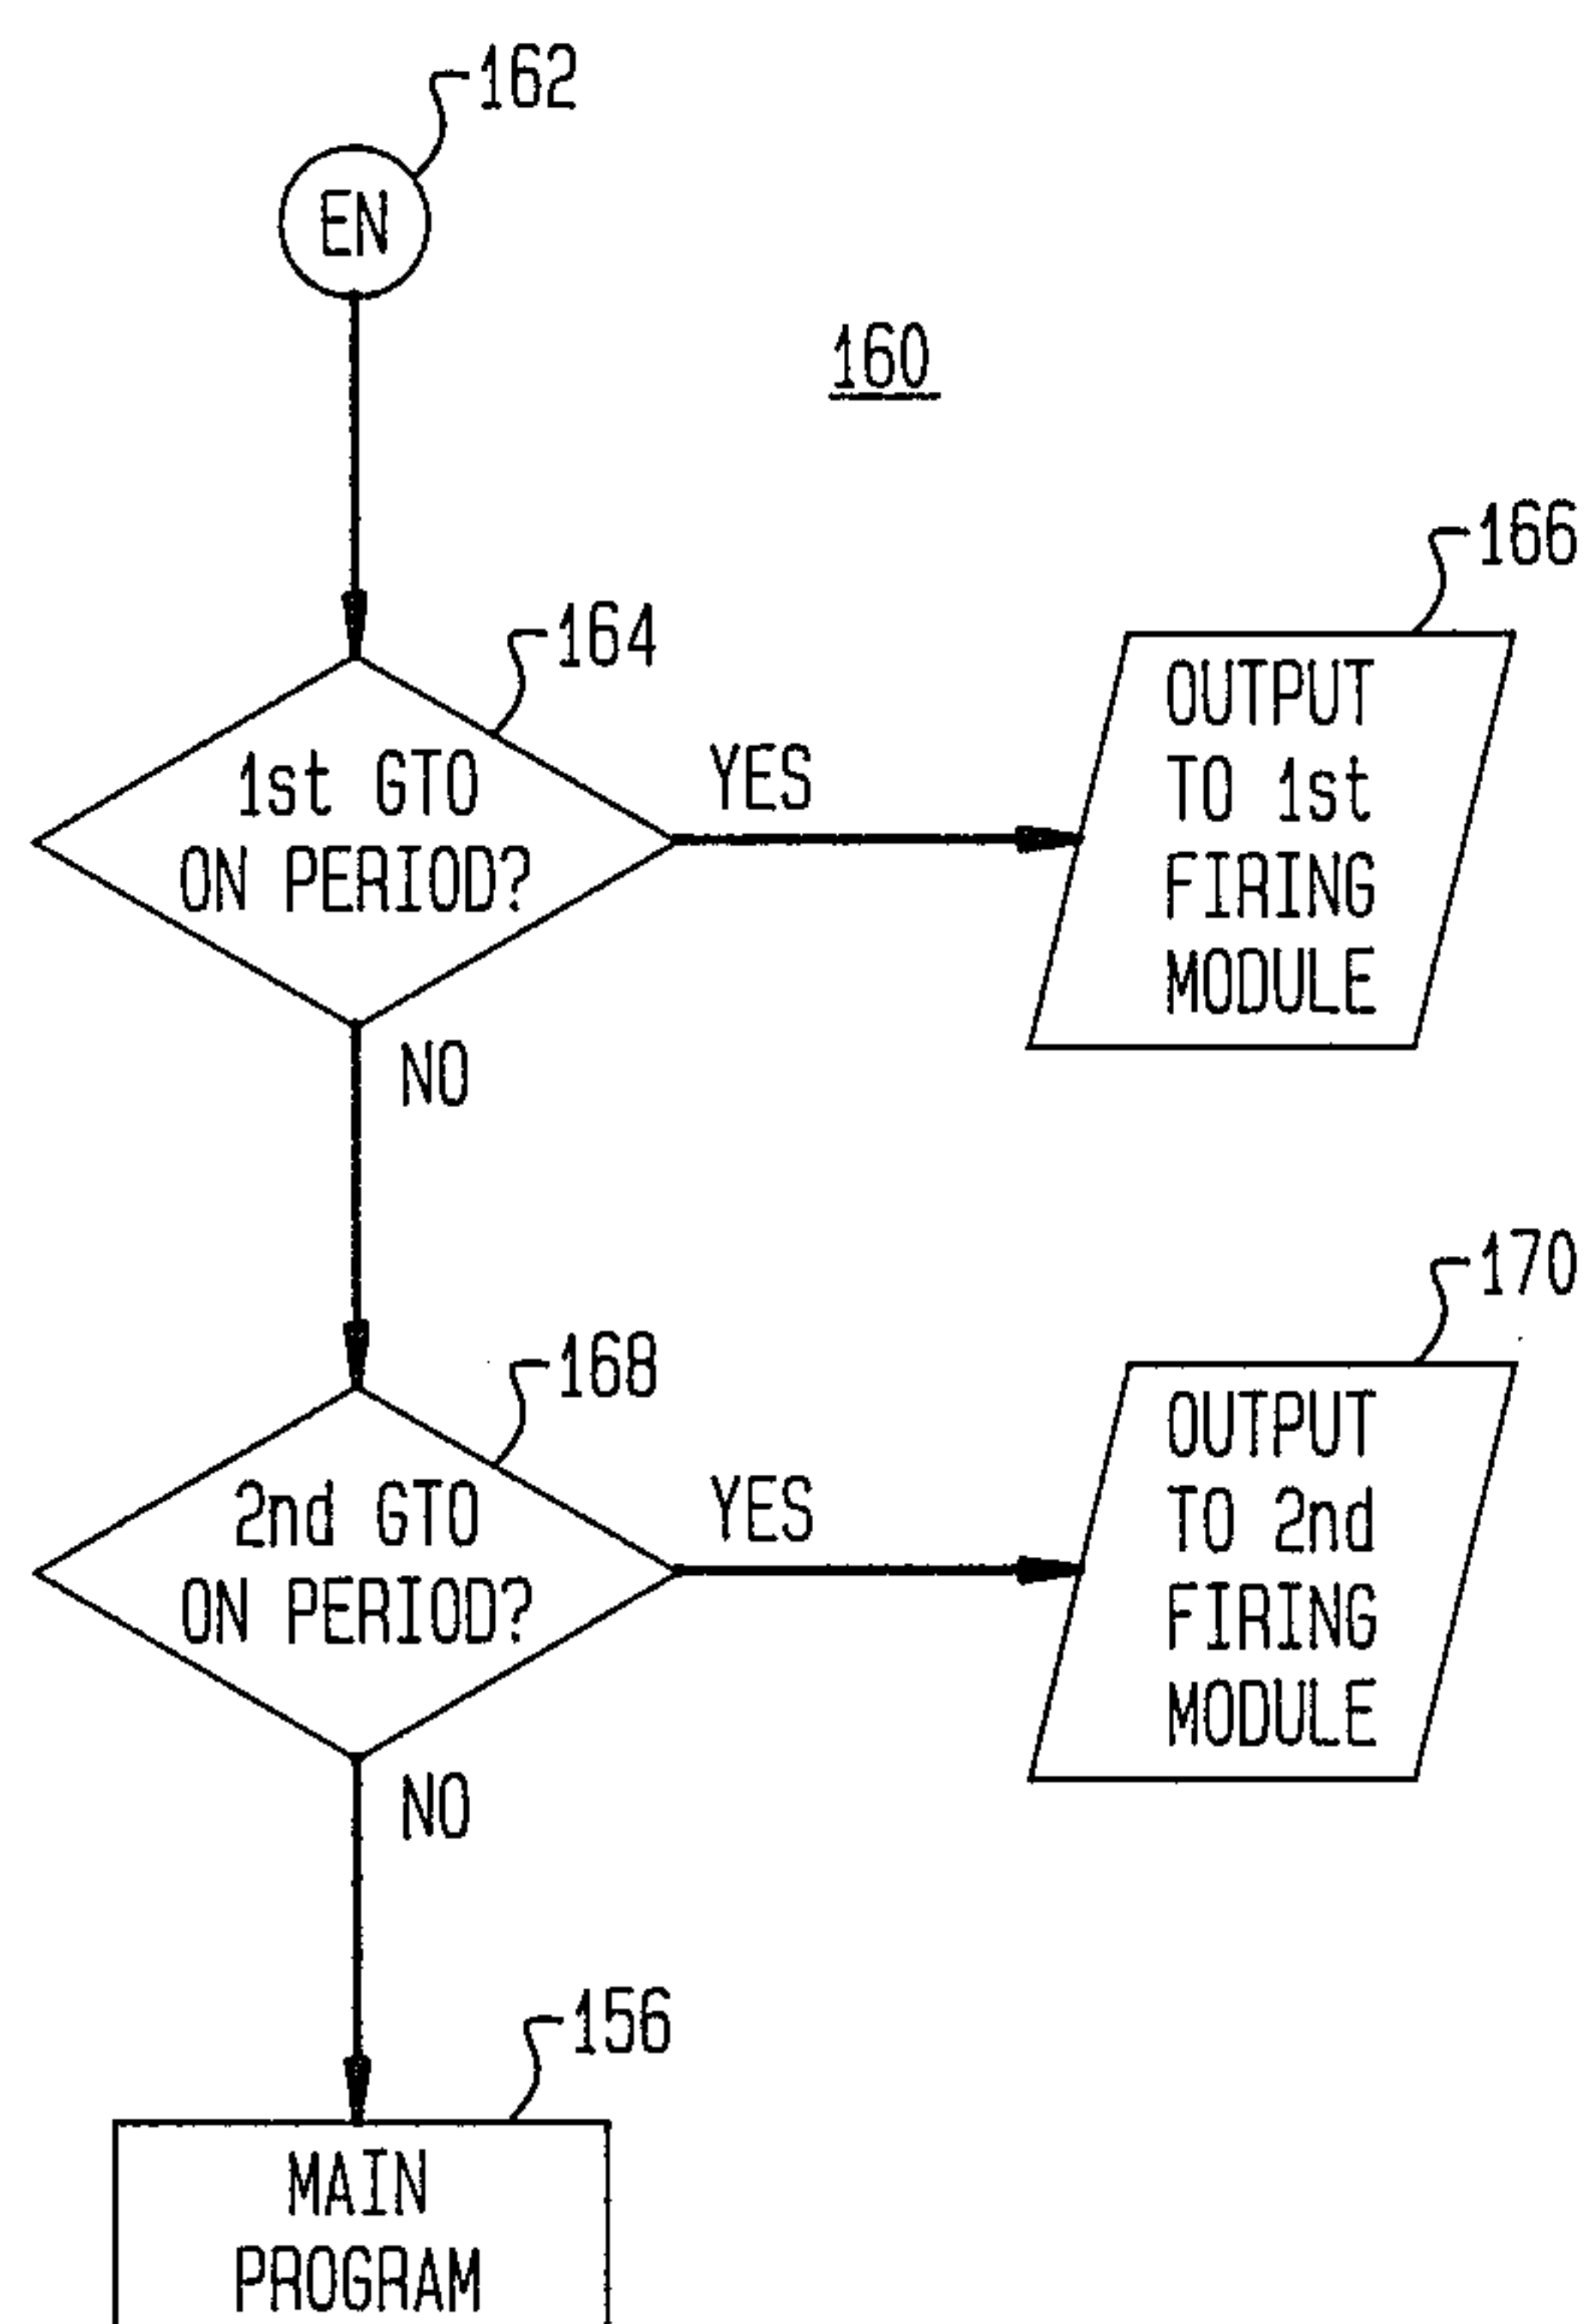 162
EN
160
164
1st GTO
ON PERIOD?
YES
166
OUTPUT
TO 1st
FIRING
MODULE
NO
168
2nd GTO
ON PERIOD?
YES
170
OUTPUT
TO 2nd
FIRING
MODULE
NO
156
MAIN
PROGRAM